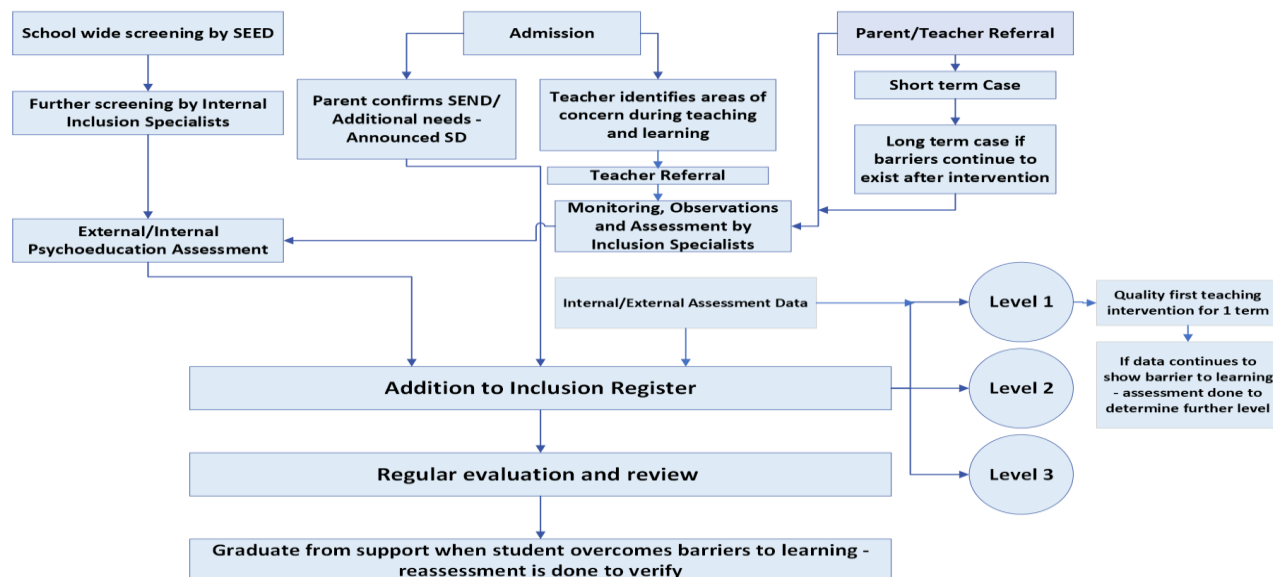 School wide screening by SEED
Admission
Parent/Teacher Referral
Further screening by Internal
Inclusion Specialists
Parent confirms SEND/
Additional needs -
Announced SD
Teacher identifies areas of
concern during teaching
and learning
Short term Case
Long term case if
barriers continue to
exist after intervention
Teacher Referral
External/Internal
Psychoeducation Assessment
Monitoring, Observations
and Assessment by
Inclusion Specialists
Internal/External Assessment Data
Level 1
Quality first teaching
intervention for 1 term
Addition to Inclusion Register
Level 2
If data continues to
show barrier to learning
- assessment done to
determine further level
Regular evaluation and review
Level 3
Graduate from support when student overcomes barriers to learning -
reassessment is done to verify